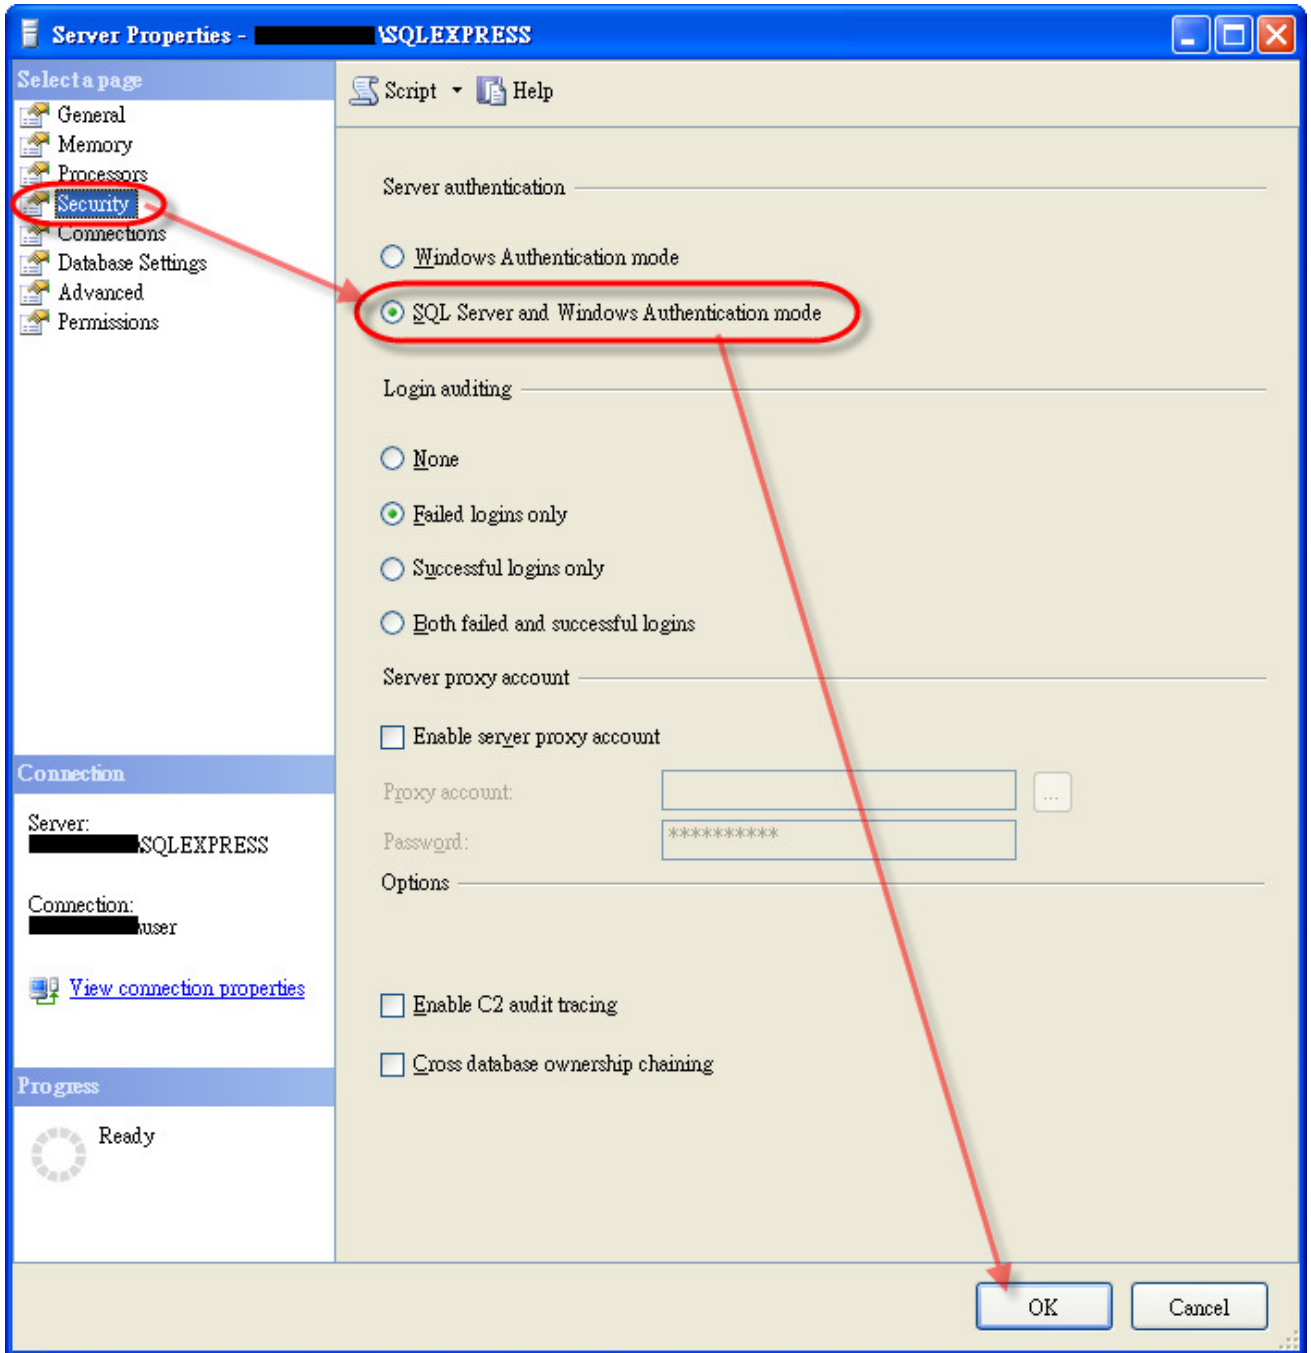 Server Properties - \SQLEXPRESS
Select a page
General
Memory
Processors
Security
Connections
Database Settings
Advanced
Permissions
Script
Help
Server authentication
Windows Authentication mode
SQL Server and Windows Authentication mode
Login auditing
None
Failed logins only
Successful logins only
Both failed and successful logins
Server proxy account
Enable server proxy account
Proxy account:
...
Password:
**********
Options
Enable C2 audit tracing
Cross database ownership chaining
Connection
Server:
\SQLEXPRESS
Connection:
\user
View connection properties
Progress
Ready
OK
Cancel